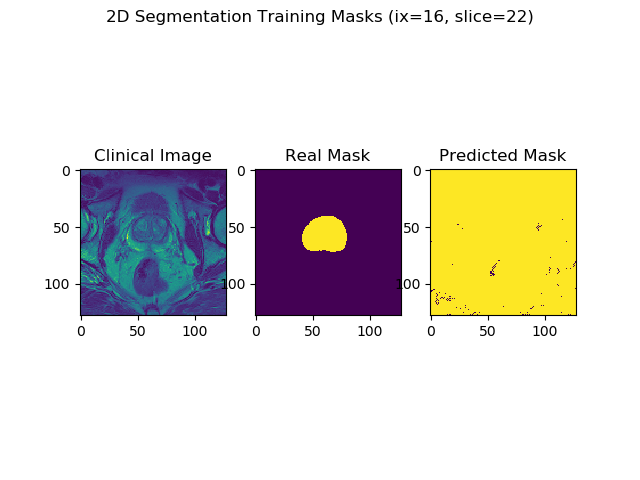 2D Segmentation Training Masks (ix=16, slice=22)
Clinical Image Real Mask Predicted Mask
0 0 0
50 50 50
100 100 100
0 50 100 0 50 100 0 50 100